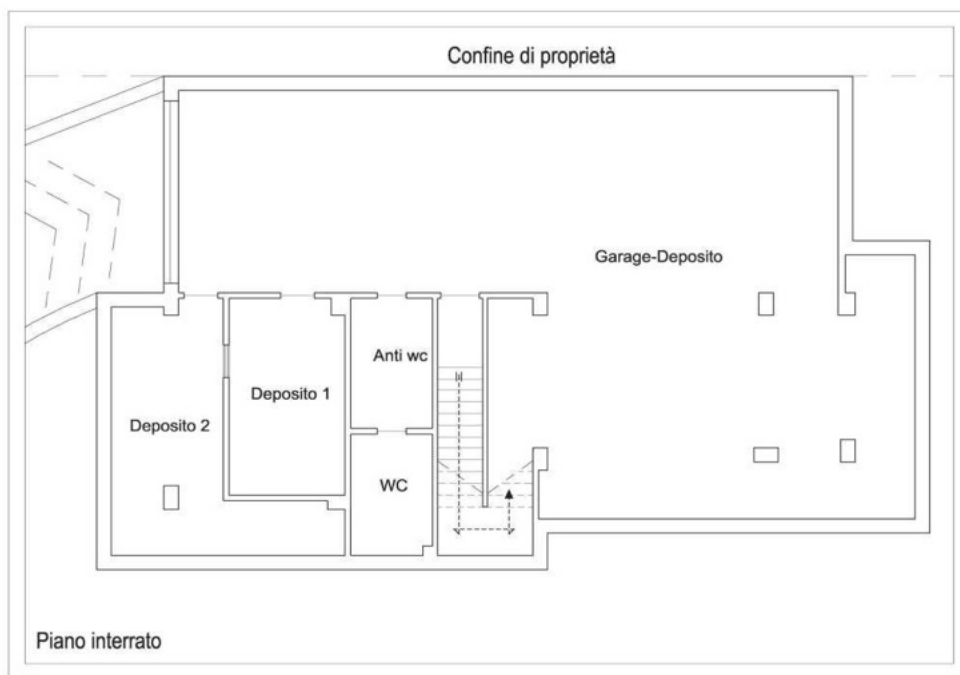 Confine di proprietà
Garage-Deposito
Anti wc
Deposito 1
Deposito 2
WC
Piano interrato